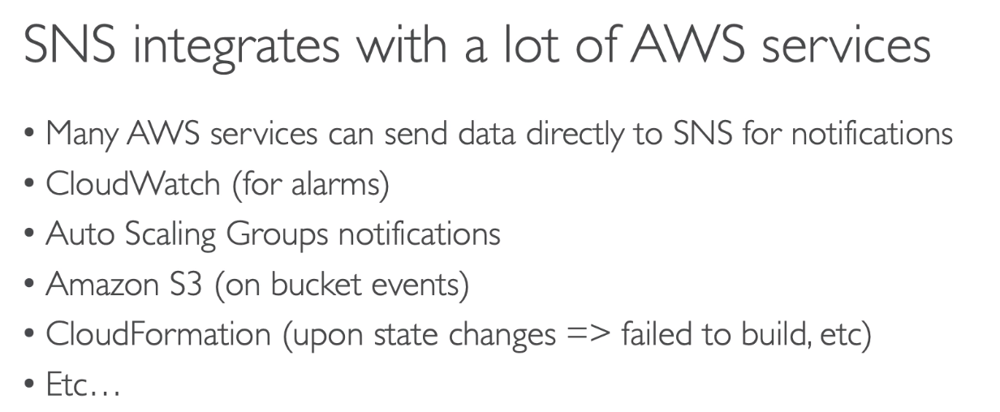 SNS integrates with a lot of AWS services
• Many AWS services can send data directly to SNS for notifications
• CloudWatch (for alarms)
• Auto Scaling Groups notifications
• Amazon S3 (on bucket events)
• CloudFormation (upon state changes => failed to build, etc)
• Etc…